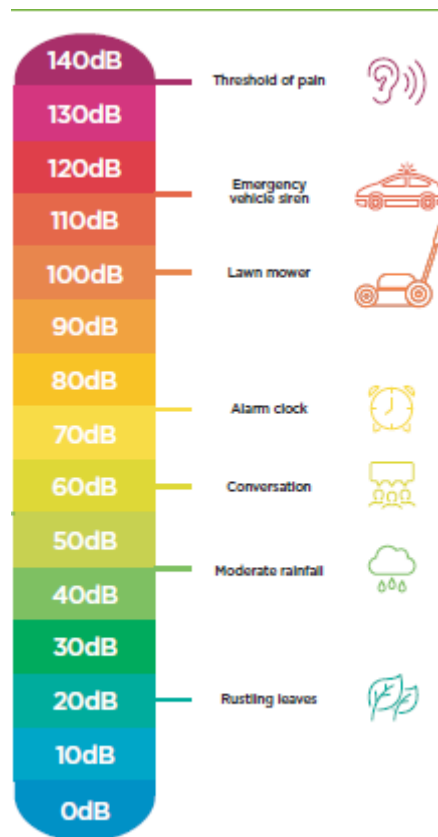 140dB
Threshold of pain
130dB
120dB
Emergency
vehicle siren
110dB
100dB
Lawn mower
90dB
80dB
Alarm clock
70dB
60dB
Conversation
50dB
Moderate rainfall
40dB
30dB
20dB
Rustling leaves
10dB
0dB